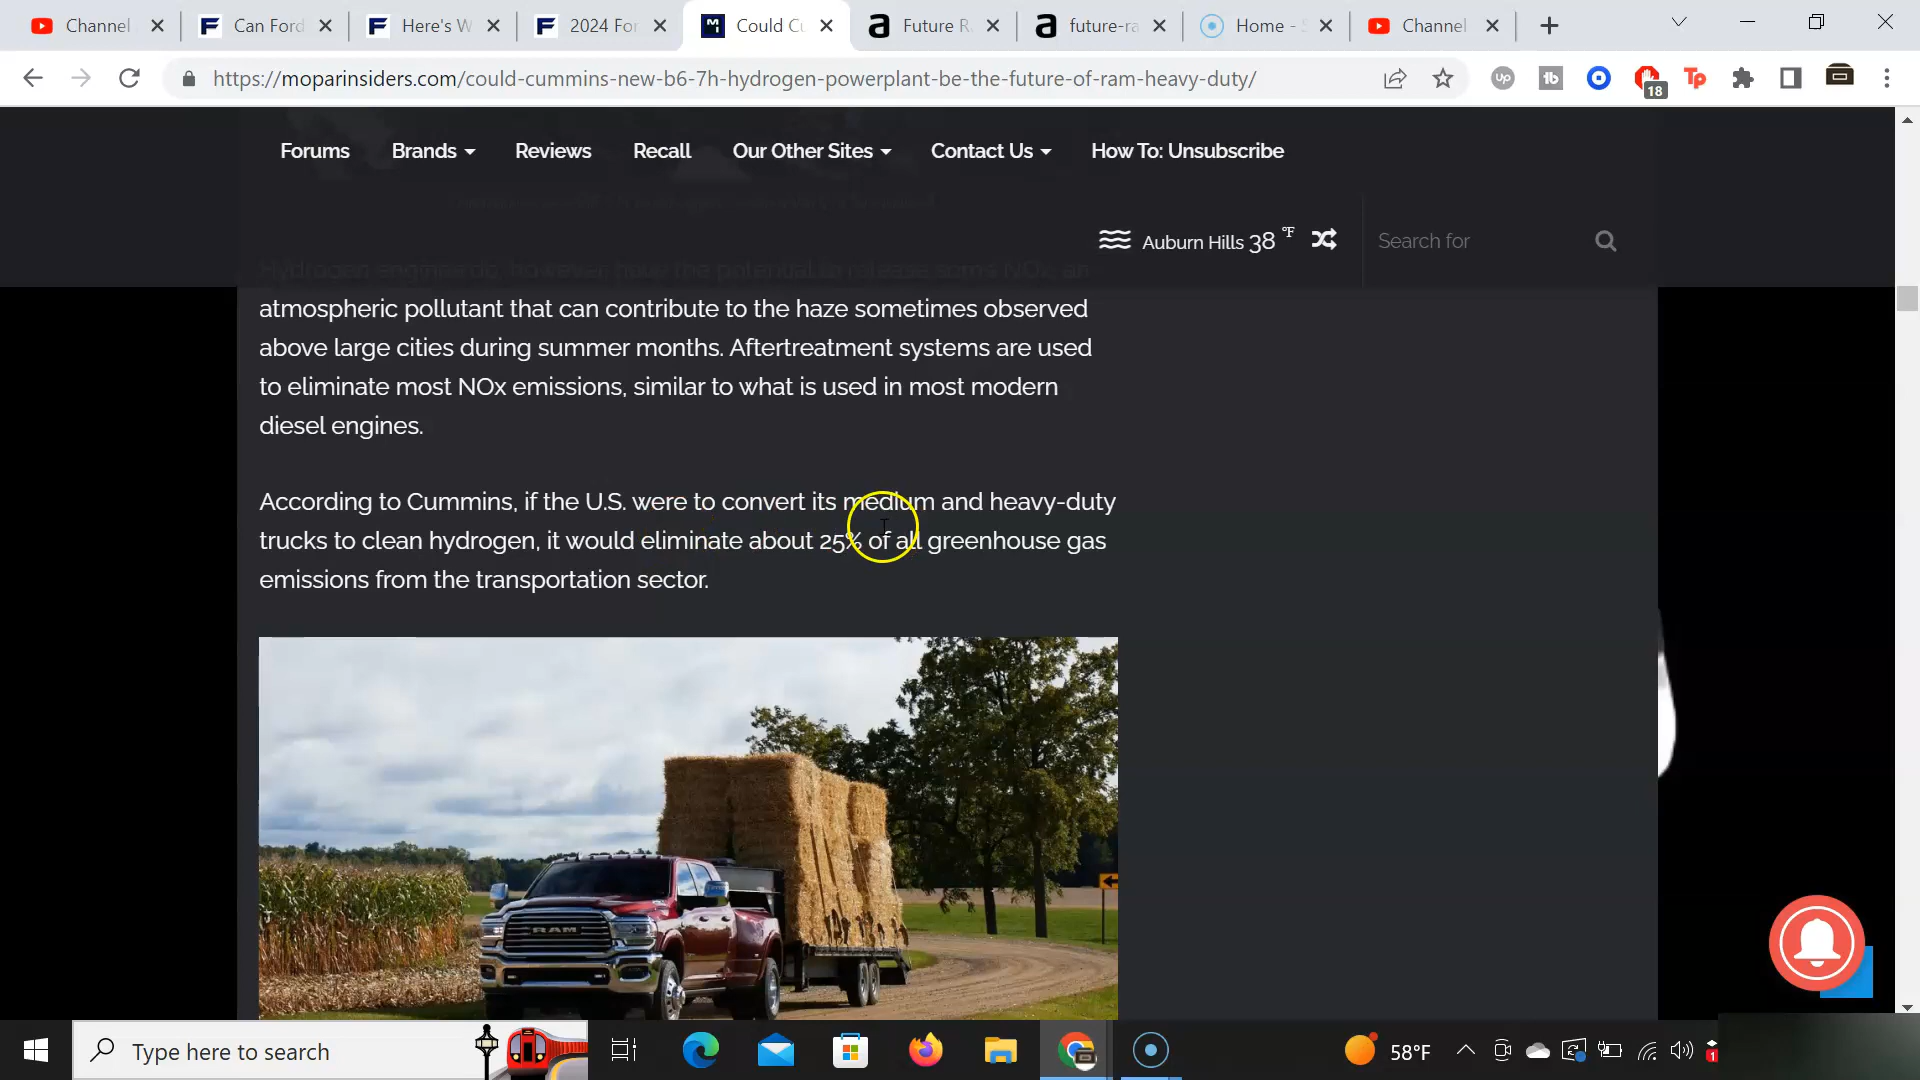 Channel
Can Ford
Here's W
2024 For
Could Cu
Future R
future-ra
Home - S
Channel
https://moparinsiders.com/could-cummins-new-b6-7h-hydrogen-powerplant-be-the-future-of-ram-heavy-duty/
18
Forums Brands Reviews Recall Our Other Sites Contact Us How To: Unsubscribe
Auburn Hills 38 °F
Search for
atmospheric pollutant that can contribute to the haze sometimes observed
above large cities during summer months. Aftertreatment systems are used
to eliminate most NOx emissions, similar to what is used in most modern
diesel engines.
According to Cummins, if the U.S. were to convert its medium and heavy-duty
trucks to clean hydrogen, it would eliminate about 25% of all greenhouse gas
emissions from the transportation sector.
RAM
Type here to search
58°F
1